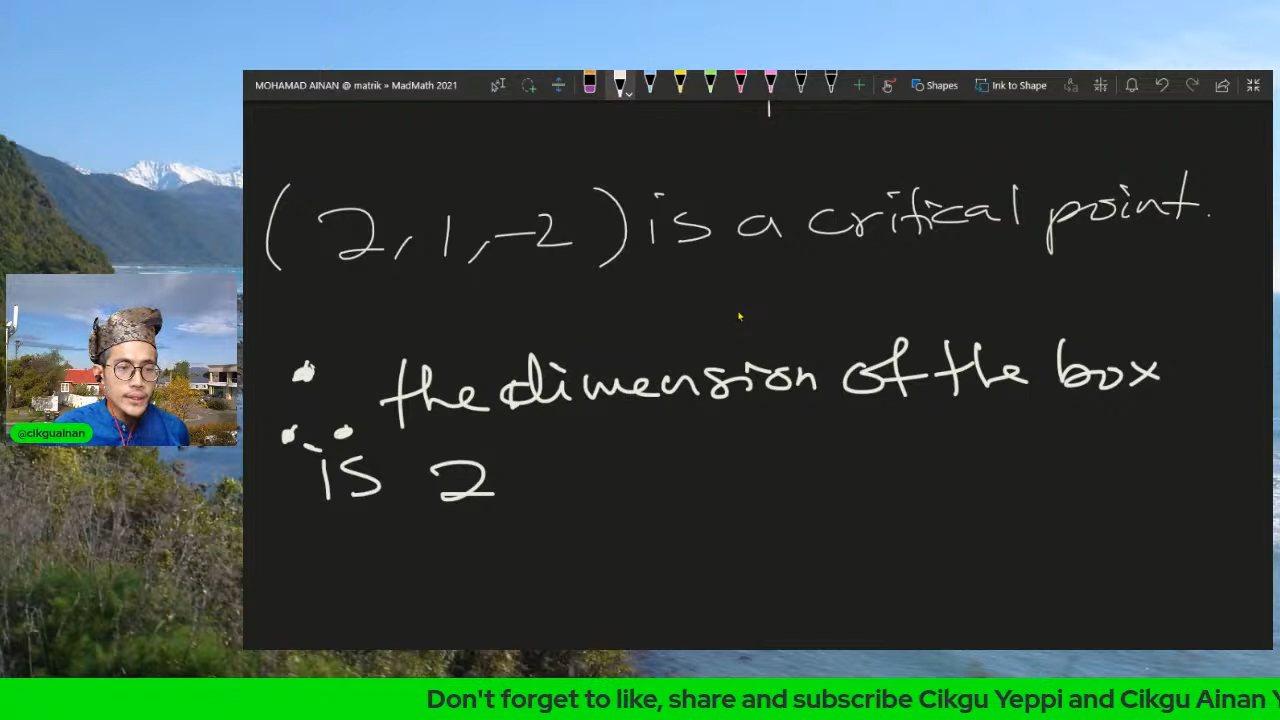 MOHAMAD AINAN @ matrik » MadMath 2021
Shapes
Ink to Shape
(2, 1, -2) is a critical point.
∴ the dimension of the box
is 2
@cikguainan
Don't forget to like, share and subscribe Cikgu Yeppi and Cikgu Ainan Y